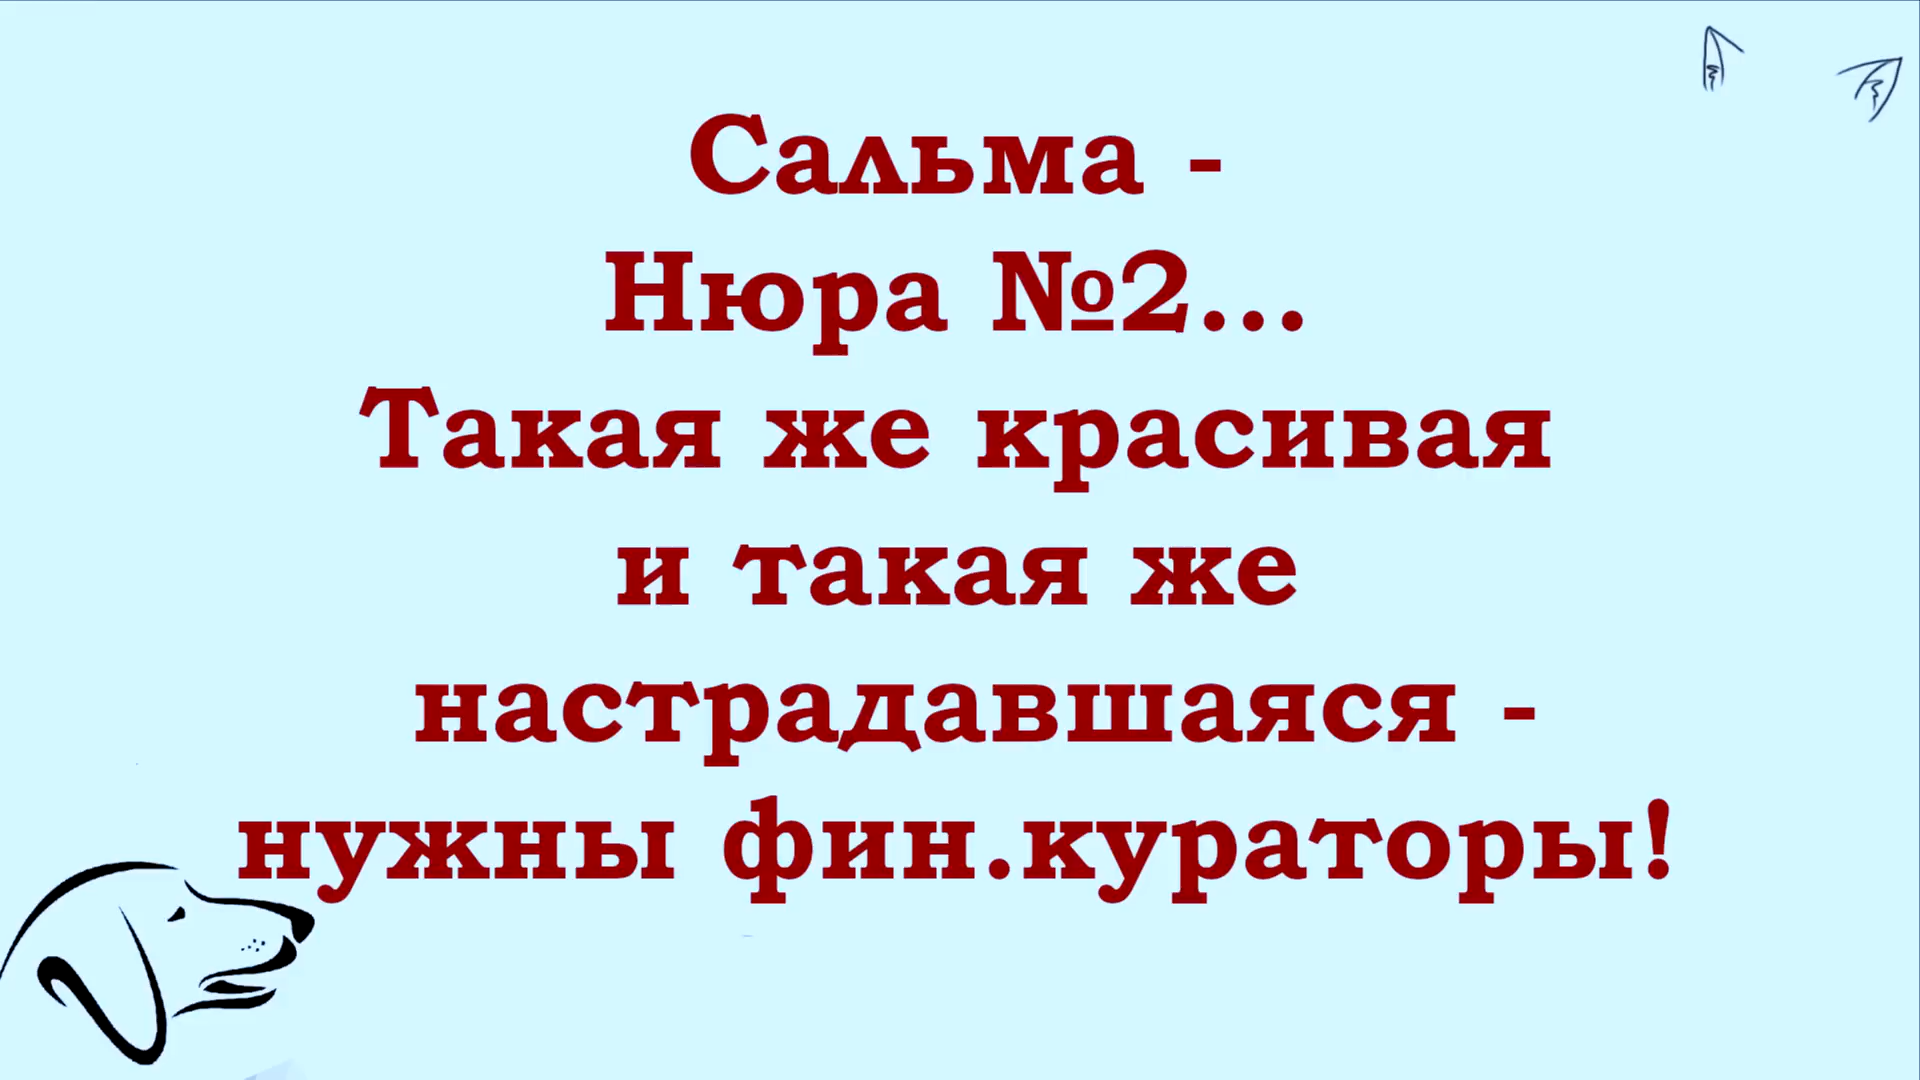 Сальма -
Нюра №2...
Такая же красивая
и такая же
настрадавшаяся -
нужны фин.кураторы!